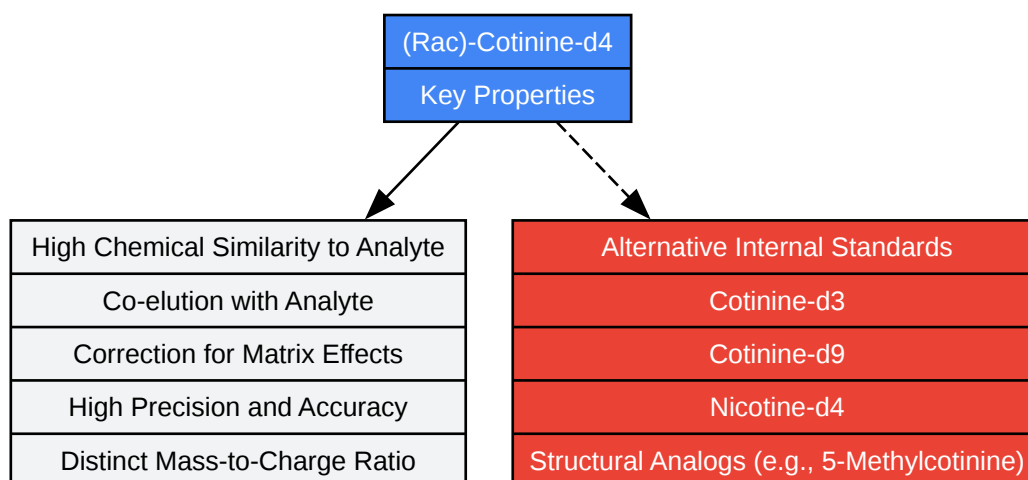 (Rac)-Cotinine-d4
Key Properties
High Chemical Similarity to Analyte
Co-elution with Analyte
Correction for Matrix Effects
High Precision and Accuracy
Distinct Mass-to-Charge Ratio
Alternative Internal Standards
Cotinine-d3
Cotinine-d9
Nicotine-d4
Structural Analogs (e.g., 5-Methylcotinine)